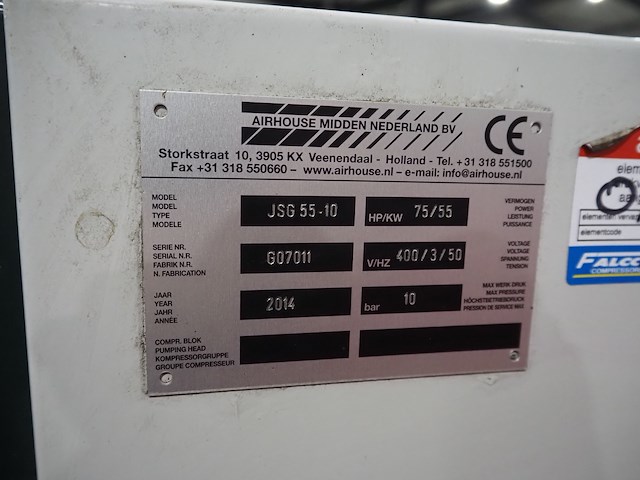 AIRHOUSE MIDDEN NEDERLAND BV
CE
Storkstraat 10, 3905 KX Veenendaal - Holland - Tel. +31 318 551500
Fax +31 318 550660 - www.airhouse.nl - e-mail: info@airhouse.nl
MODEL
MODEL
TYPE
MODELE
JSG 55-10
HP/KW 75/55
VERMOGEN
POWER
LEISTUNG
PUISSANCE
SERIE NR.
SERIAL N.R.
FABRIK N.R.
N. FABRICATION
G07011
V/HZ 400/3/50
VOLTAGE
VOLTAGE
SPANNUNG
TENSION
JAAR
YEAR
JAHR
ANNÉE
2014
bar 10
MAX WERK DRUK
MAX PRESSURE
HÖCHSTBETRIEBDRUCK
PRESSION DE SERVICE MAX
COMPR. BLOK
PUMPING HEAD
KOMPRESSORGRUPPE
GROUPE COMPRESSEUR
elementcode
FALCO
COMPRESSOR